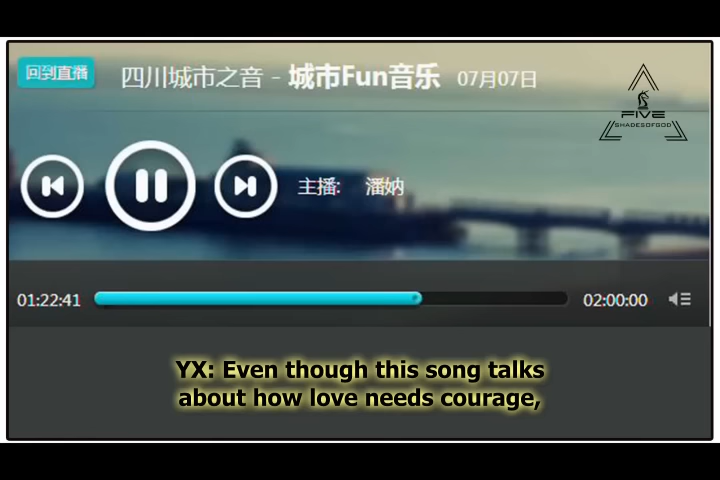 回到直播
四川城市之音 - 城市Fun音乐 07月07日
FIVE
SHADESOFGOD
主播: 潘妠
01:22:41
02:00:00
YX: Even though this song talks
about how love needs courage,